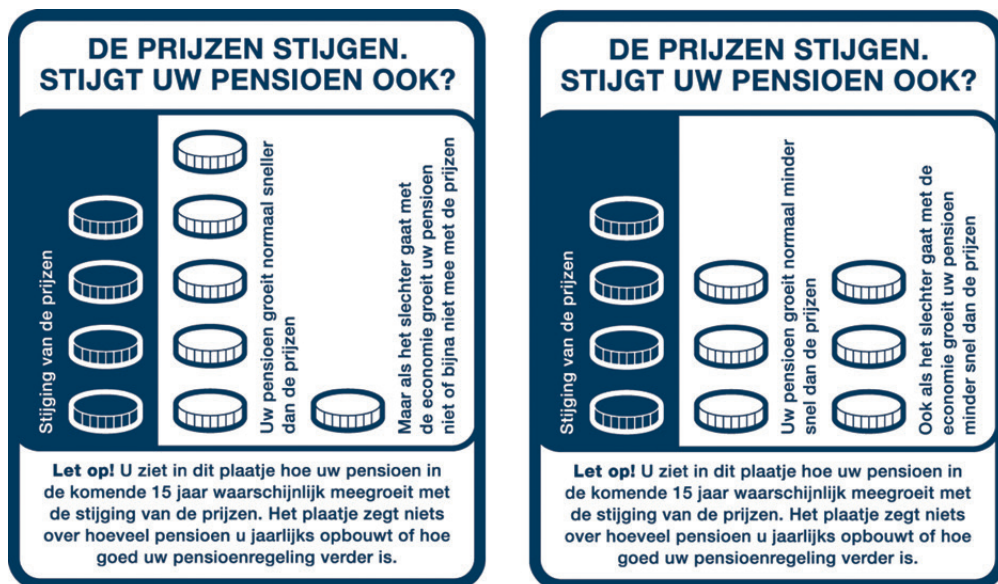 DE PRIJZEN STIJGEN.
STIJGT UW PENSIOEN OOK?
Stijging van de prijzen
Uw pensioen groeit normaal sneller
dan de prijzen
Maar als het slechter gaat met
de economie groeit uw pensioen
niet of bijna niet mee met de prijzen
Let op! U ziet in dit plaatje hoe uw pensioen in
de komende 15 jaar waarschijnlijk meegroeit met
de stijging van de prijzen. Het plaatje zegt niets
over hoeveel pensioen u jaarlijks opbouwt of hoe
goed uw pensioenregeling verder is.
DE PRIJZEN STIJGEN.
STIJGT UW PENSIOEN OOK?
Stijging van de prijzen
Uw pensioen groeit normaal minder
snel dan de prijzen
Ook als het slechter gaat met de
economie groeit uw pensioen
minder snel dan de prijzen
Let op! U ziet in dit plaatje hoe uw pensioen in
de komende 15 jaar waarschijnlijk meegroeit met
de stijging van de prijzen. Het plaatje zegt niets
over hoeveel pensioen u jaarlijks opbouwt of hoe
goed uw pensioenregeling verder is.